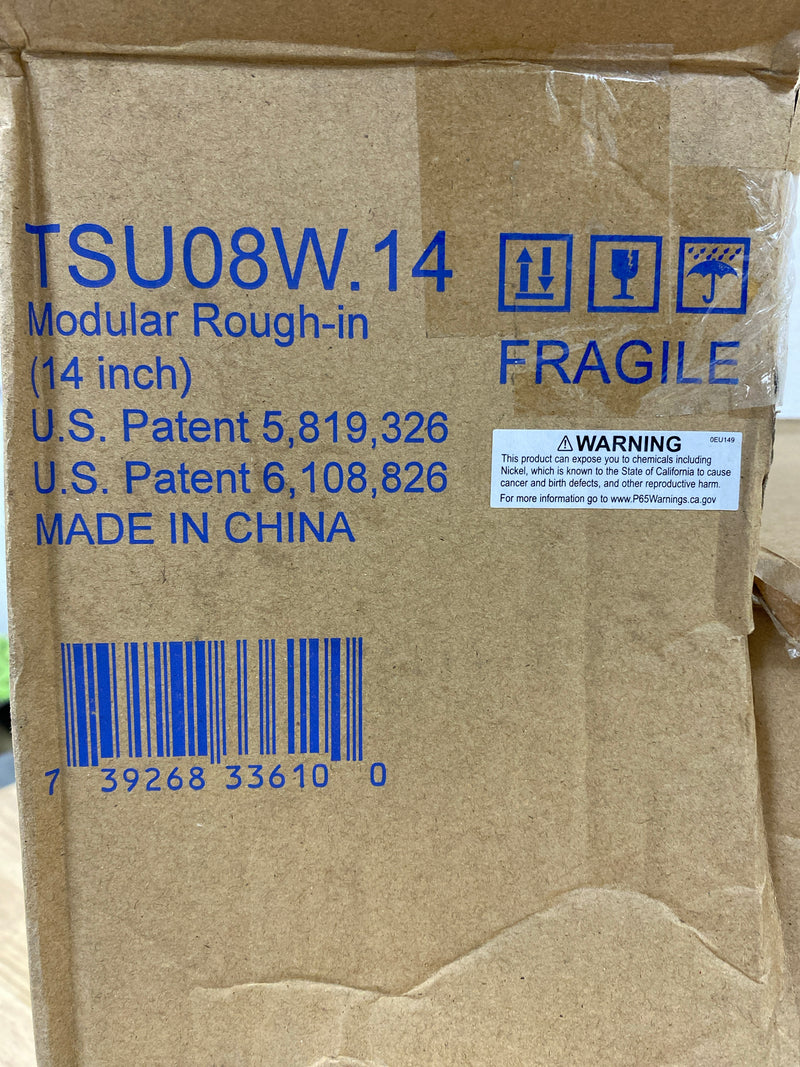 TSU08W.14
Modular Rough-in
(14 inch)
U.S. Patent 5,819,326
U.S. Patent 6,108,826
MADE IN CHINA
FRAGILE
⚠WARNING 0EU149
This product can expose you to chemicals including
Nickel, which is known to the State of California to cause
cancer and birth defects, and other reproductive harm.
For more information go to www.P65Warnings.ca.gov
7 39268 33610 0